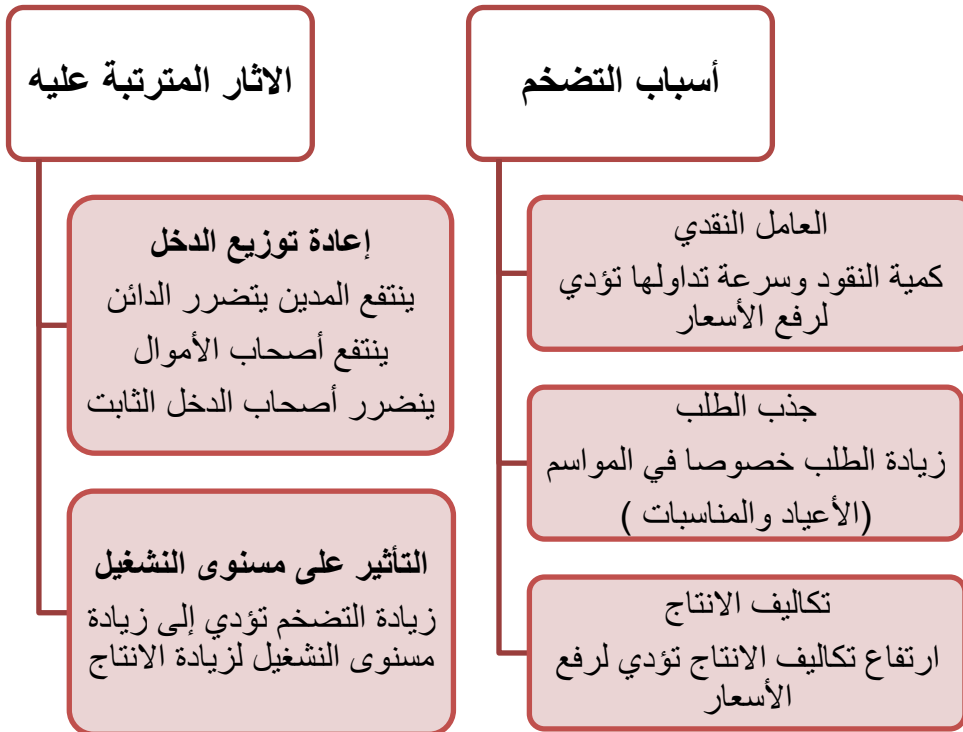 أسباب التضخم
العامل النقدي
كمية النقود وسرعة تداولها تؤدي
لرفع الأسعار
جذب الطلب
زيادة الطلب خصوصا في المواسم
(الأعياد والمناسبات )
تكاليف الانتاج
ارتفاع تكاليف الانتاج تؤدي لرفع
الأسعار
الاثار المترتبة عليه
إعادة توزيع الدخل
ينتفع المدين يتضرر الدائن
ينتفع أصحاب الأموال
ينضرر أصحاب الدخل الثابت
التأثير على مسنوى النشغيل
زيادة التضخم تؤدي إلى زيادة
مسنوى النشغيل لزيادة الانتاج